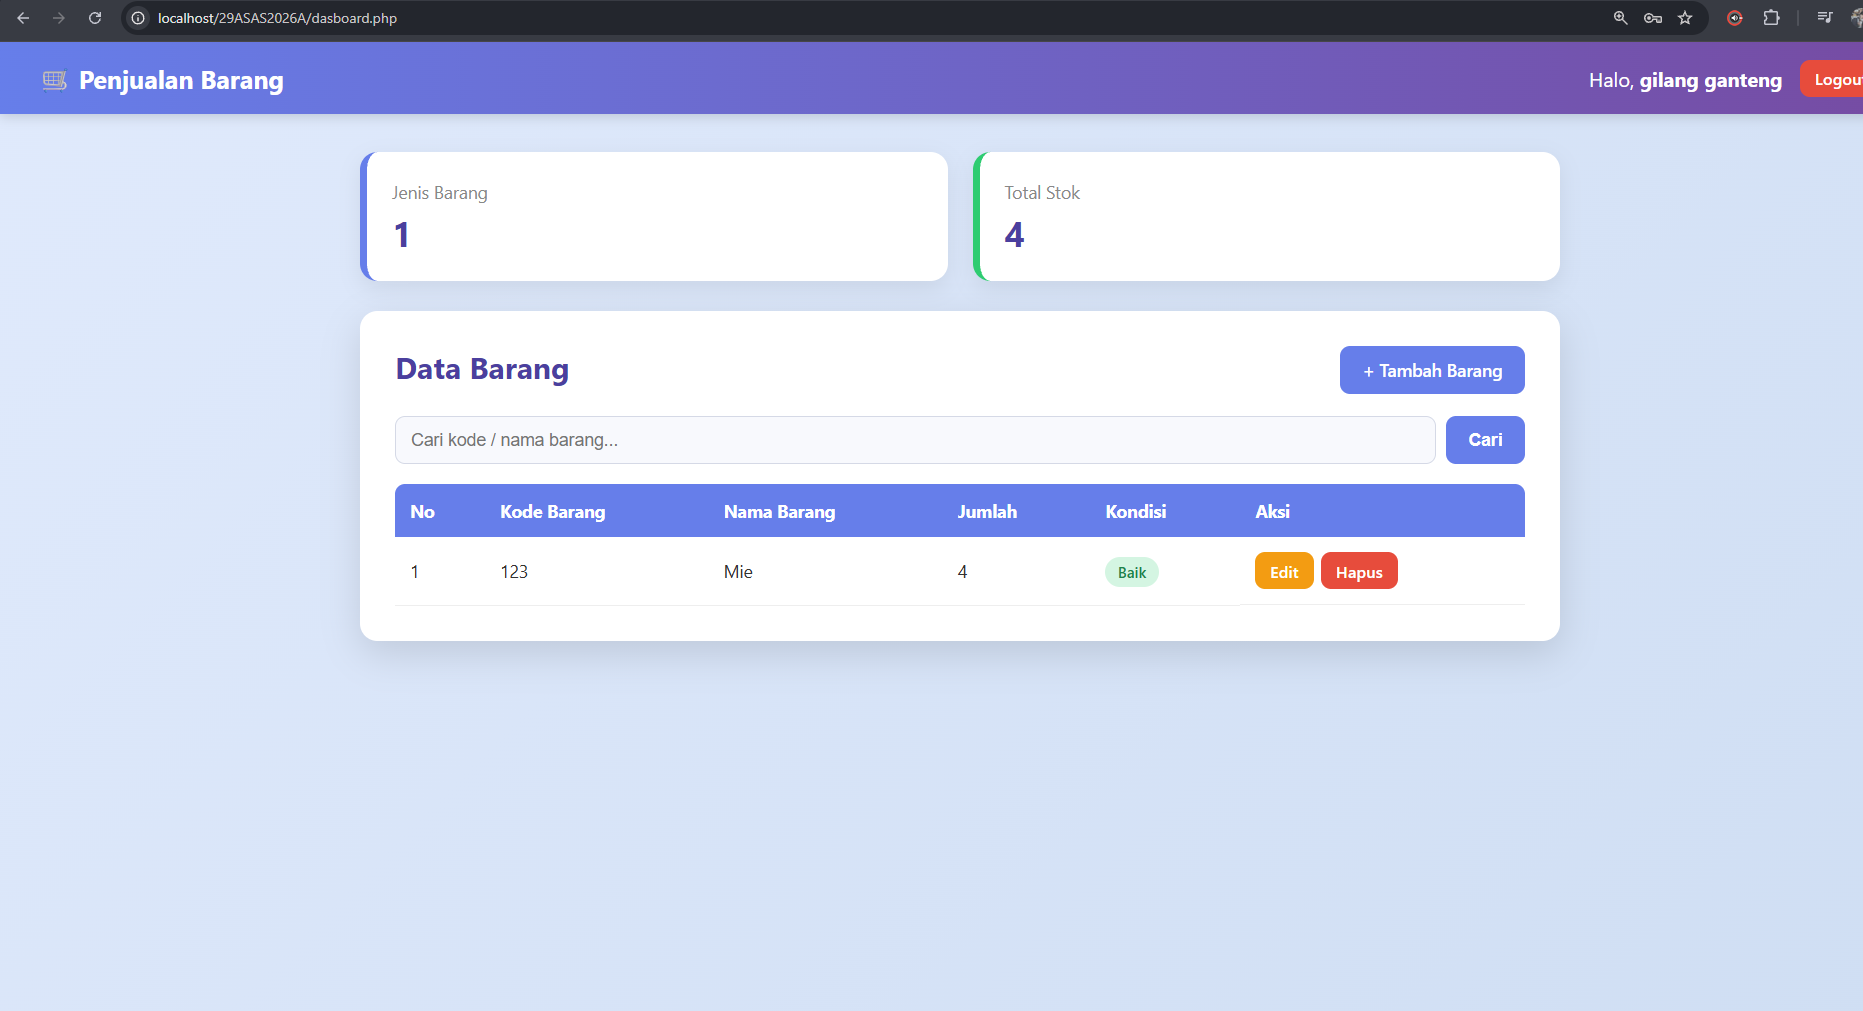 localhost/29ASAS2026A/dasboard.php
Penjualan Barang
Halo, gilang ganteng
Logout
Jenis Barang
1
Total Stok
4
Data Barang
+ Tambah Barang
Cari kode / nama barang...
Cari
No Kode Barang Nama Barang Jumlah Kondisi Aksi
1 123 Mie 4 Baik Edit Hapus